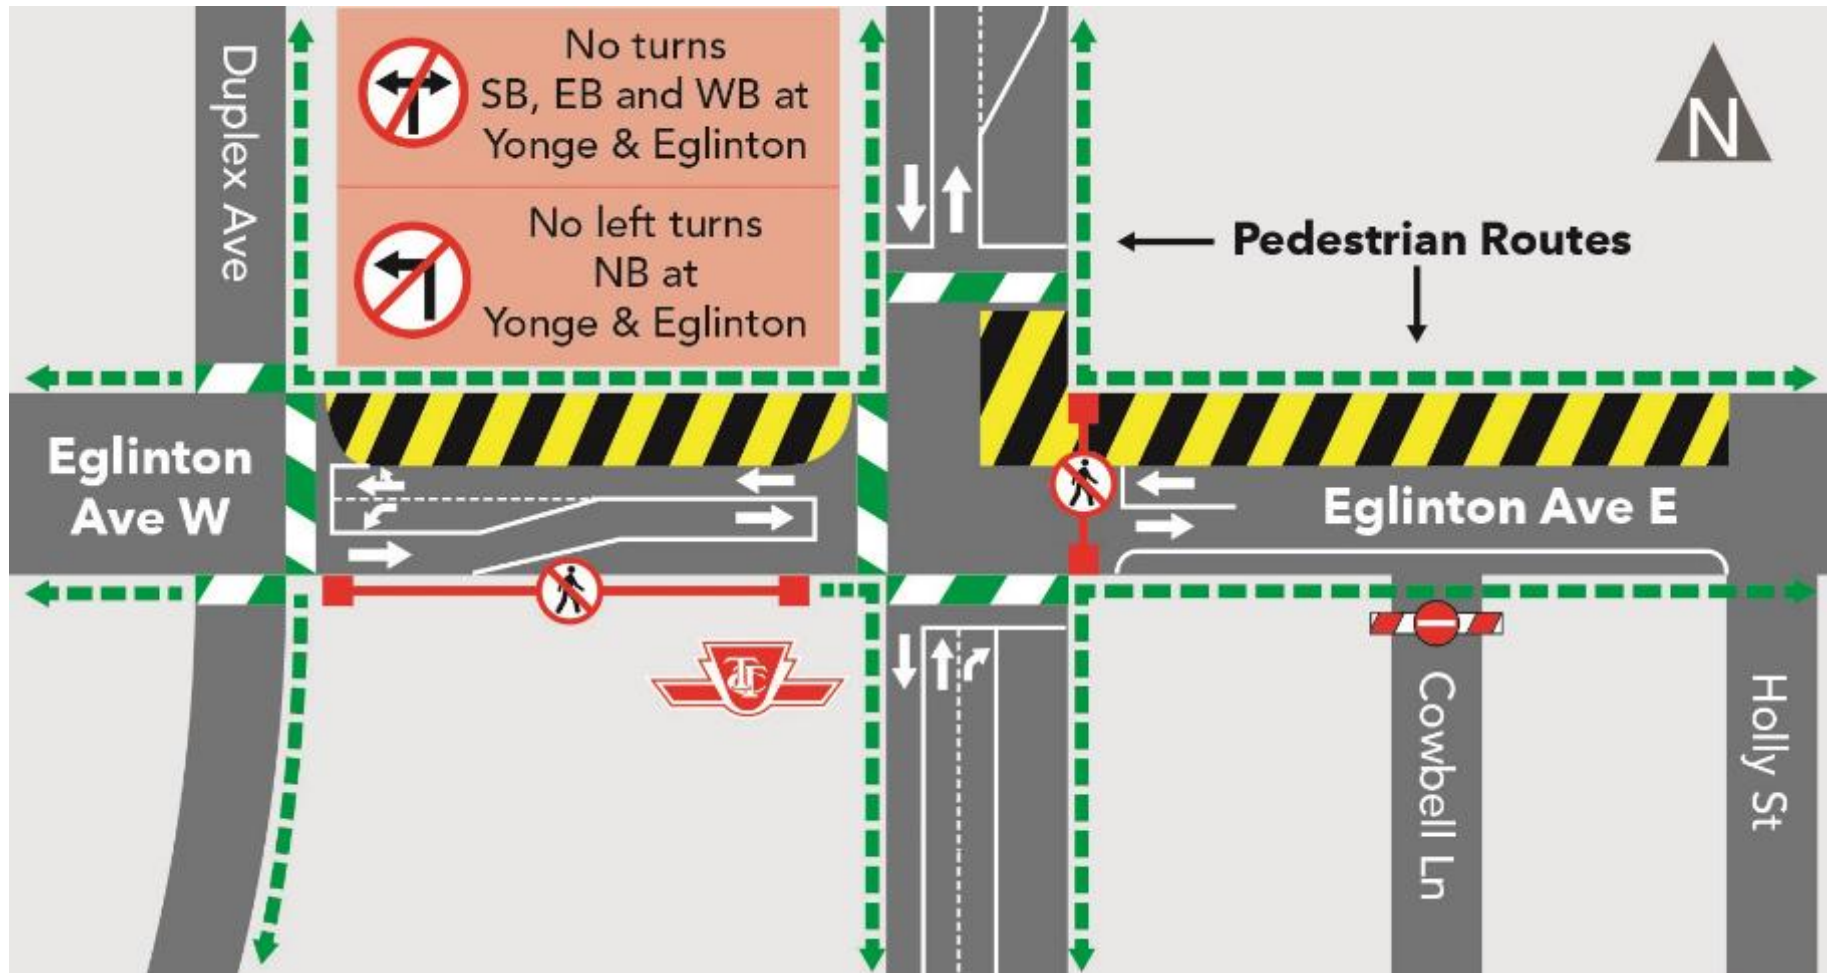 Duplex Ave
No turns
SB, EB and WB at
Yonge & Eglinton
No left turns
NB at
Yonge & Eglinton
N
Pedestrian Routes
Eglinton
Ave W
Eglinton Ave E
TTC
Cowbell Ln
Holly St